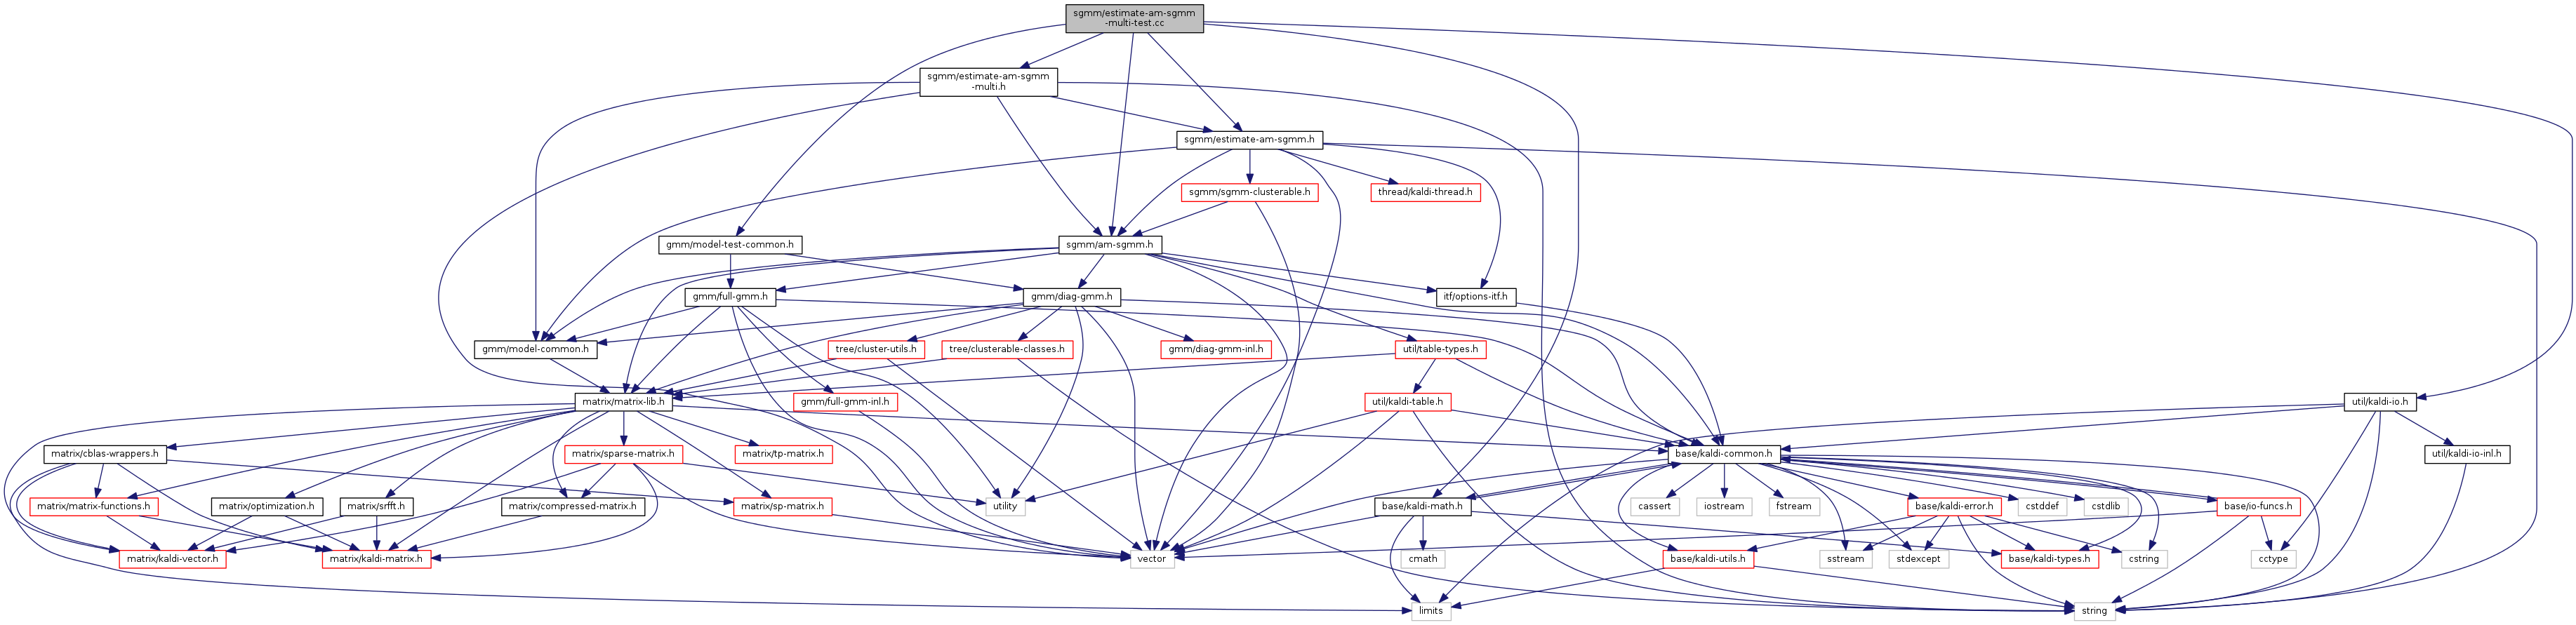 sgmm/estimate-am-sgmm
-multi-test.cc
sgmm/estimate-am-sgmm
-multi.h
sgmm/estimate-am-sgmm.h
sgmm/sgmm-clusterable.h
thread/kaldi-thread.h
gmm/model-test-common.h
sgmm/am-sgmm.h
gmm/full-gmm.h
gmm/diag-gmm.h
itf/options-itf.h
gmm/model-common.h
tree/cluster-utils.h
tree/clusterable-classes.h
gmm/diag-gmm-inl.h
util/table-types.h
matrix/matrix-lib.h
gmm/full-gmm-inl.h
util/kaldi-table.h
util/kaldi-io.h
matrix/cblas-wrappers.h
matrix/sparse-matrix.h
matrix/tp-matrix.h
base/kaldi-common.h
util/kaldi-io-inl.h
matrix/matrix-functions.h
matrix/optimization.h
matrix/srfft.h
matrix/compressed-matrix.h
matrix/sp-matrix.h
utility
base/kaldi-math.h
cassert
iostream
fstream
base/kaldi-error.h
cstddef
cstdlib
base/io-funcs.h
matrix/kaldi-vector.h
matrix/kaldi-matrix.h
vector
cmath
base/kaldi-utils.h
sstream
stdexcept
base/kaldi-types.h
cstring
cctype
limits
string